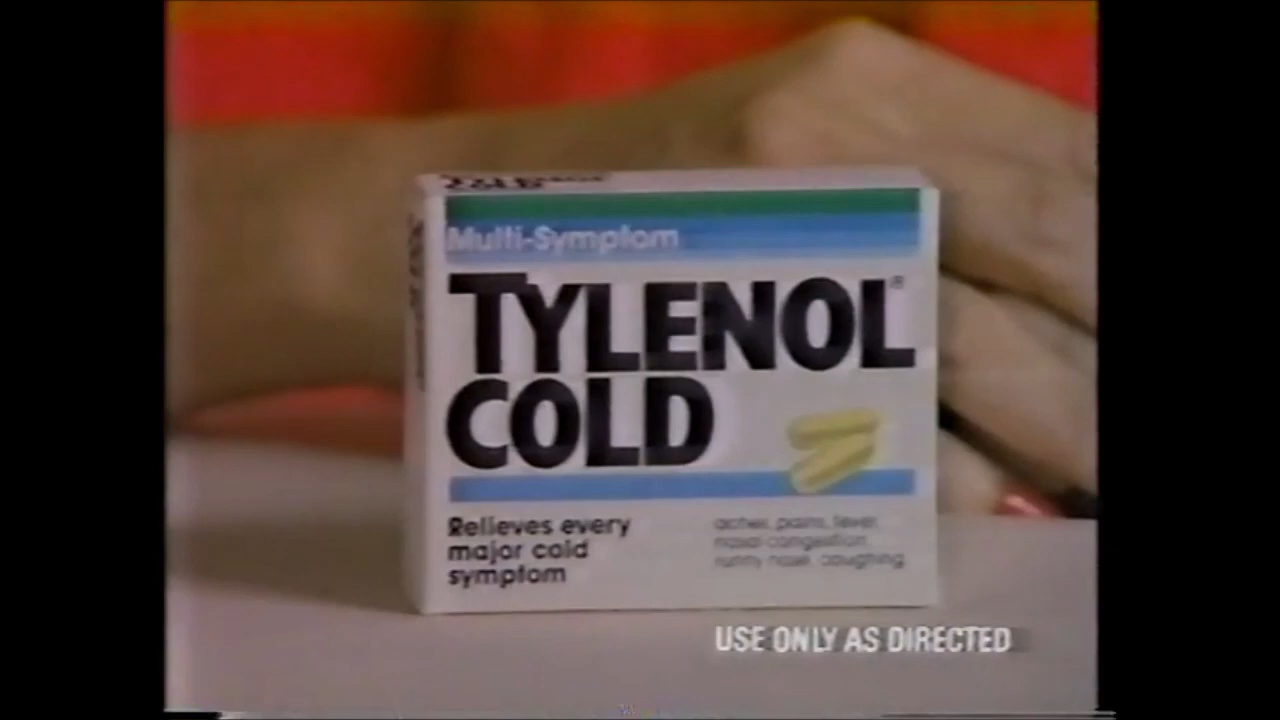 Multi-Symptom
TYLENOL®
COLD
Relieves every
major cold
symptom
aches, pains, fever,
nasal congestion,
runny nose, coughing
USE ONLY AS DIRECTED